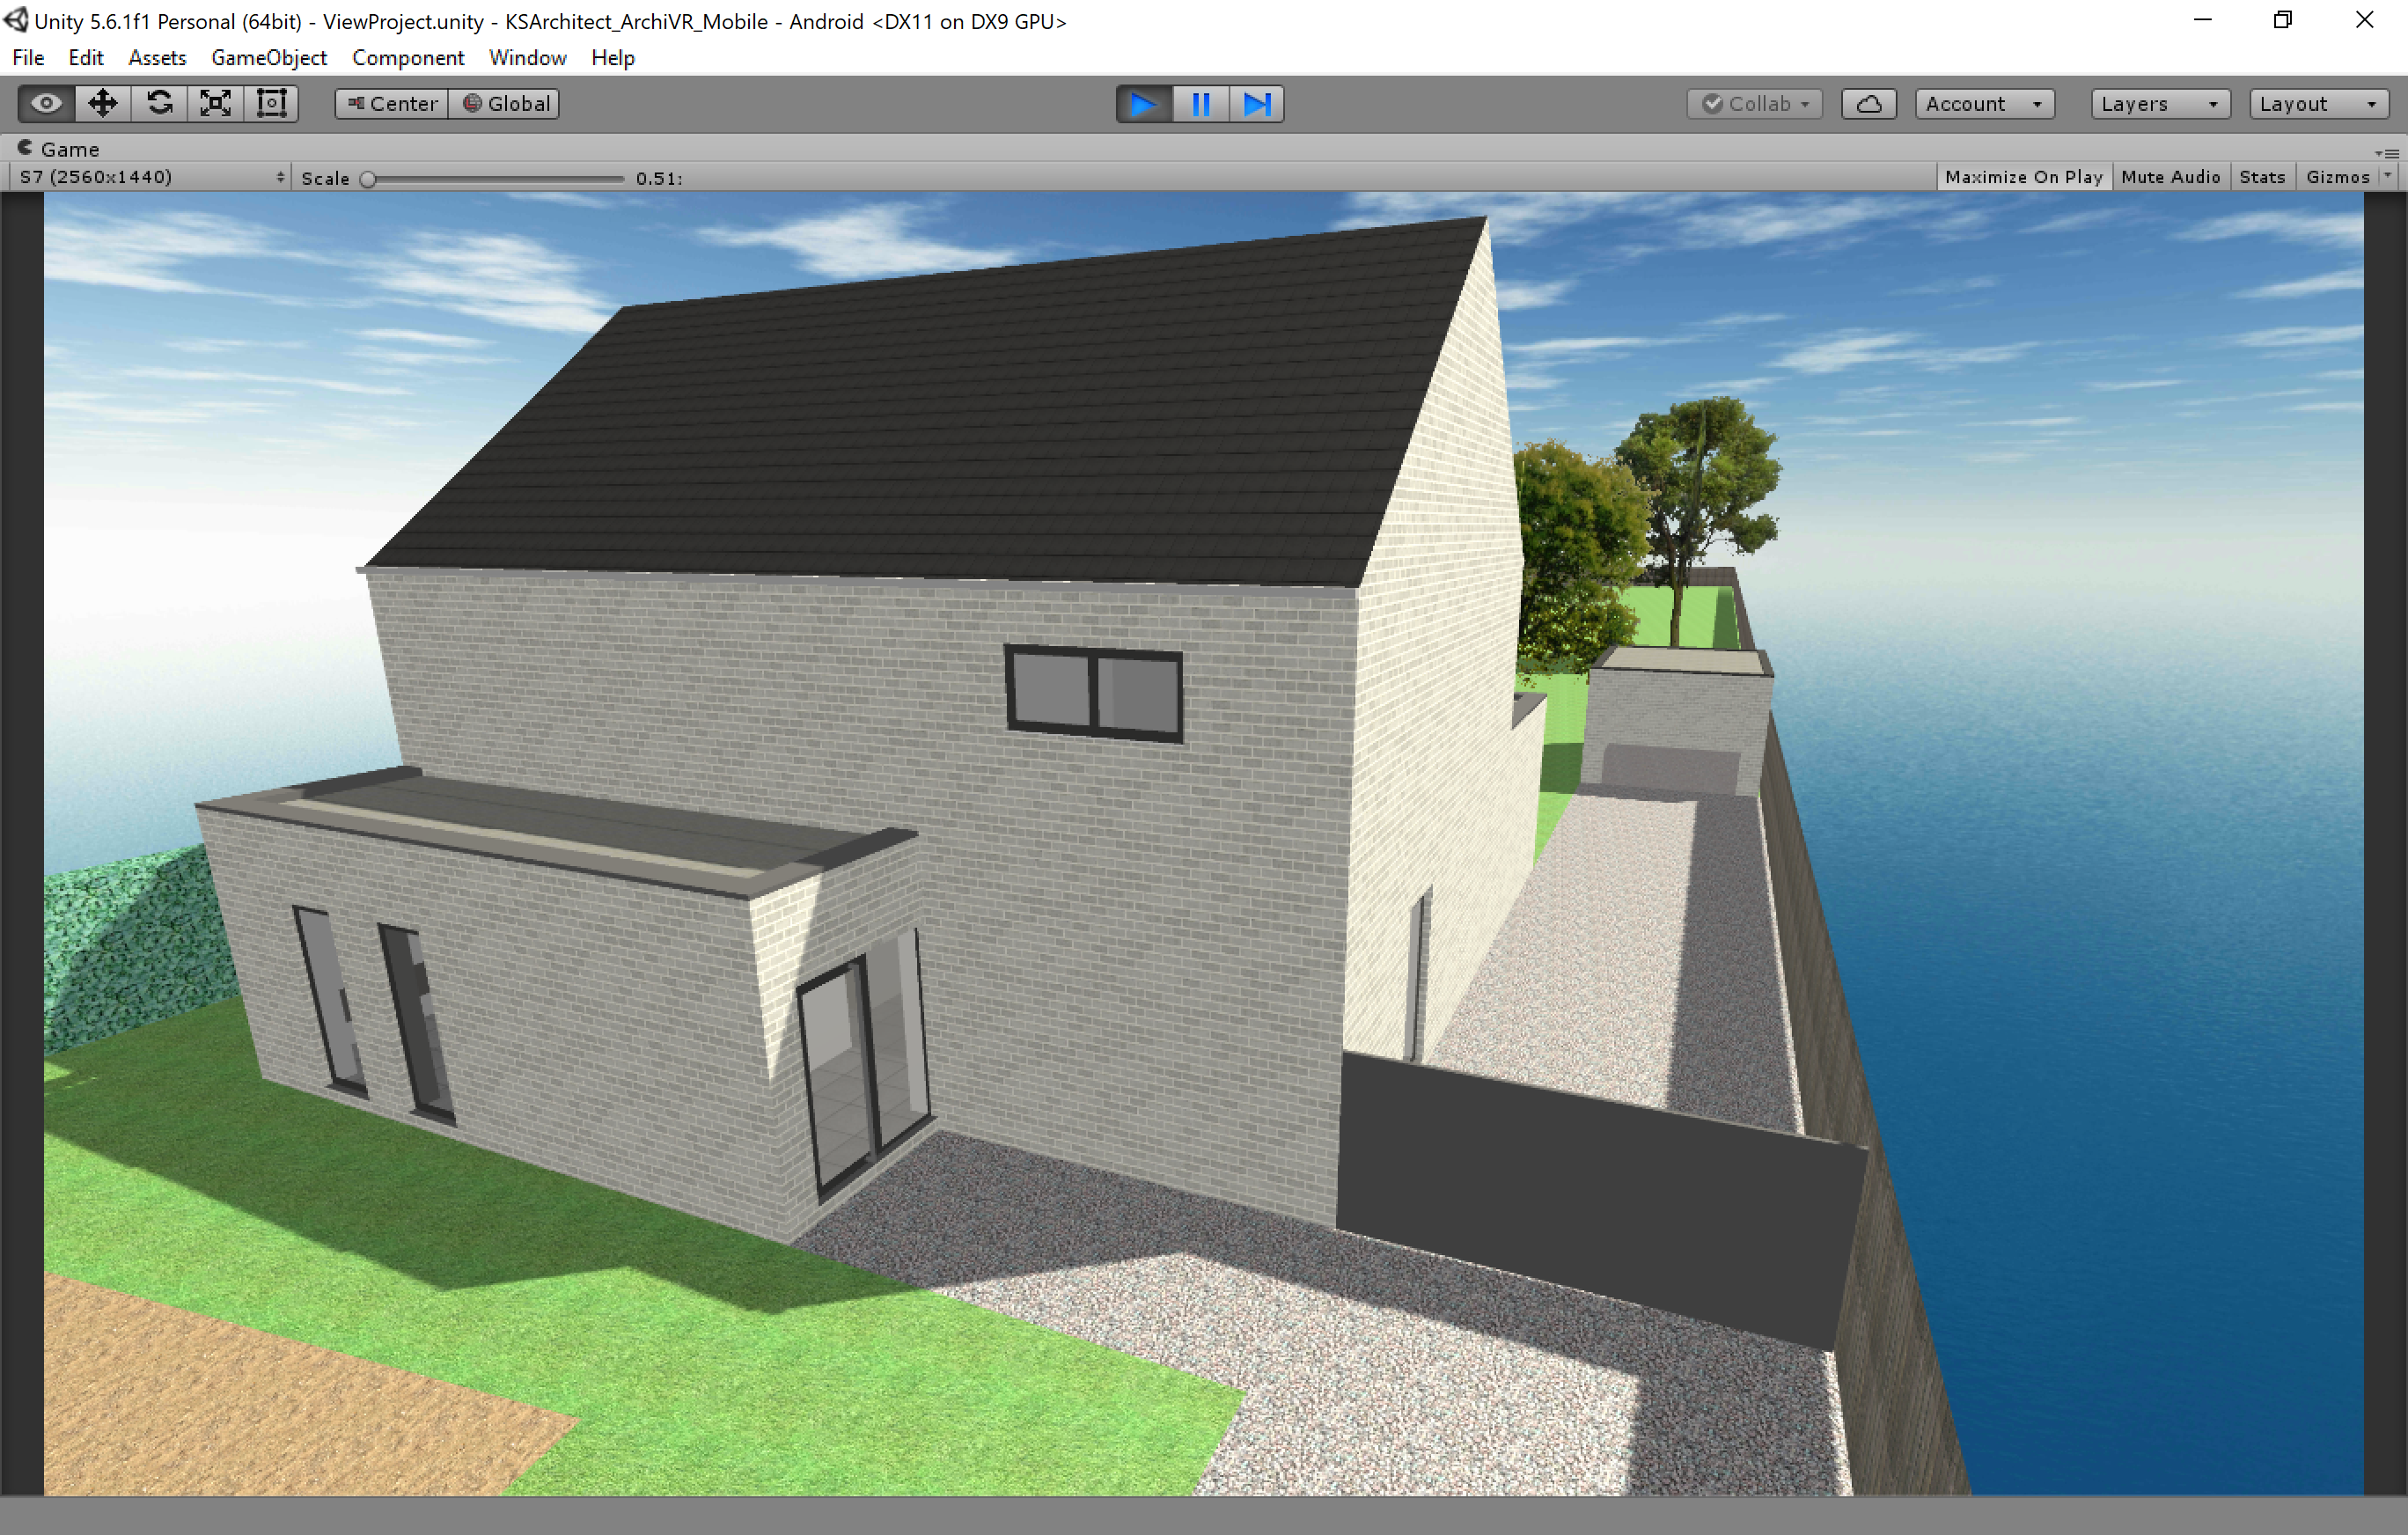 Unity 5.6.1f1 Personal (64bit) - ViewProject.unity - KSArchitect_ArchiVR_Mobile - Android <DX11 on DX9 GPU>
File Edit Assets GameObject Component Window Help
Center Global Collab Account Layers Layout
Game
S7 (2560x1440) Scale 0.51: Maximize On Play Mute Audio Stats Gizmos